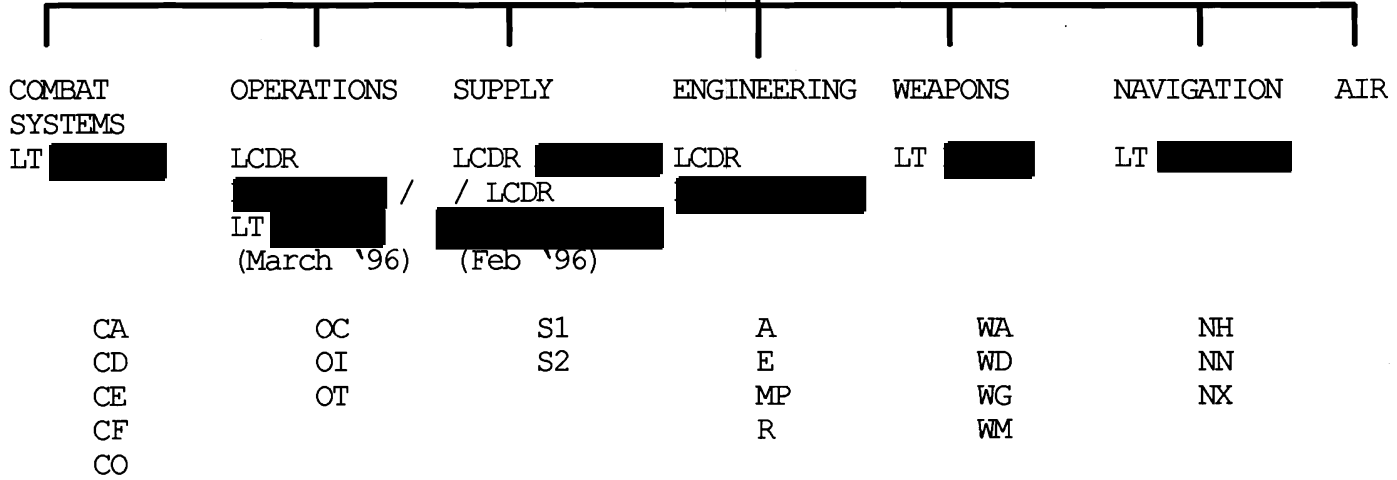 COMBAT OPERATIONS SUPPLY ENGINEERING WEAPONS NAVIGATION AIR
SYSTEMS
LT LCDR LCDR LCDR LT LT
/ / LCDR
LT
(March '96) (Feb '96)
CA OC S1 A WA NH
CD OI S2 E WD NN
CE OT MP WG NX
CF R WM
CO